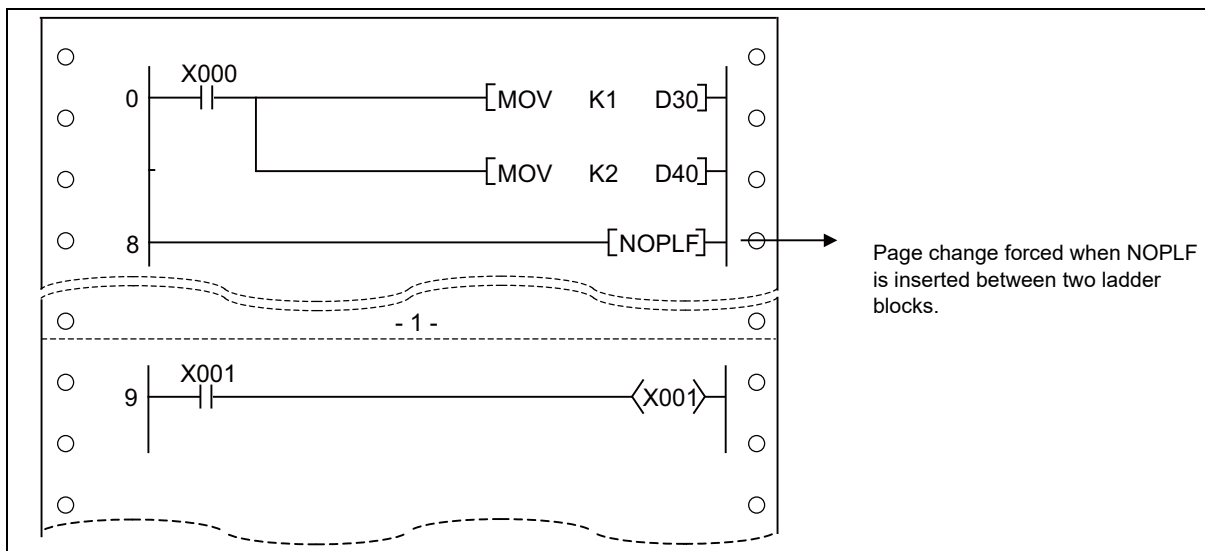 X000
0 [MOV K1 D30]
[MOV K2 D40]
8 [NOPLF]
Page change forced when NOPLF
is inserted between two ladder
blocks.
- 1 -
X001
9 <X001>